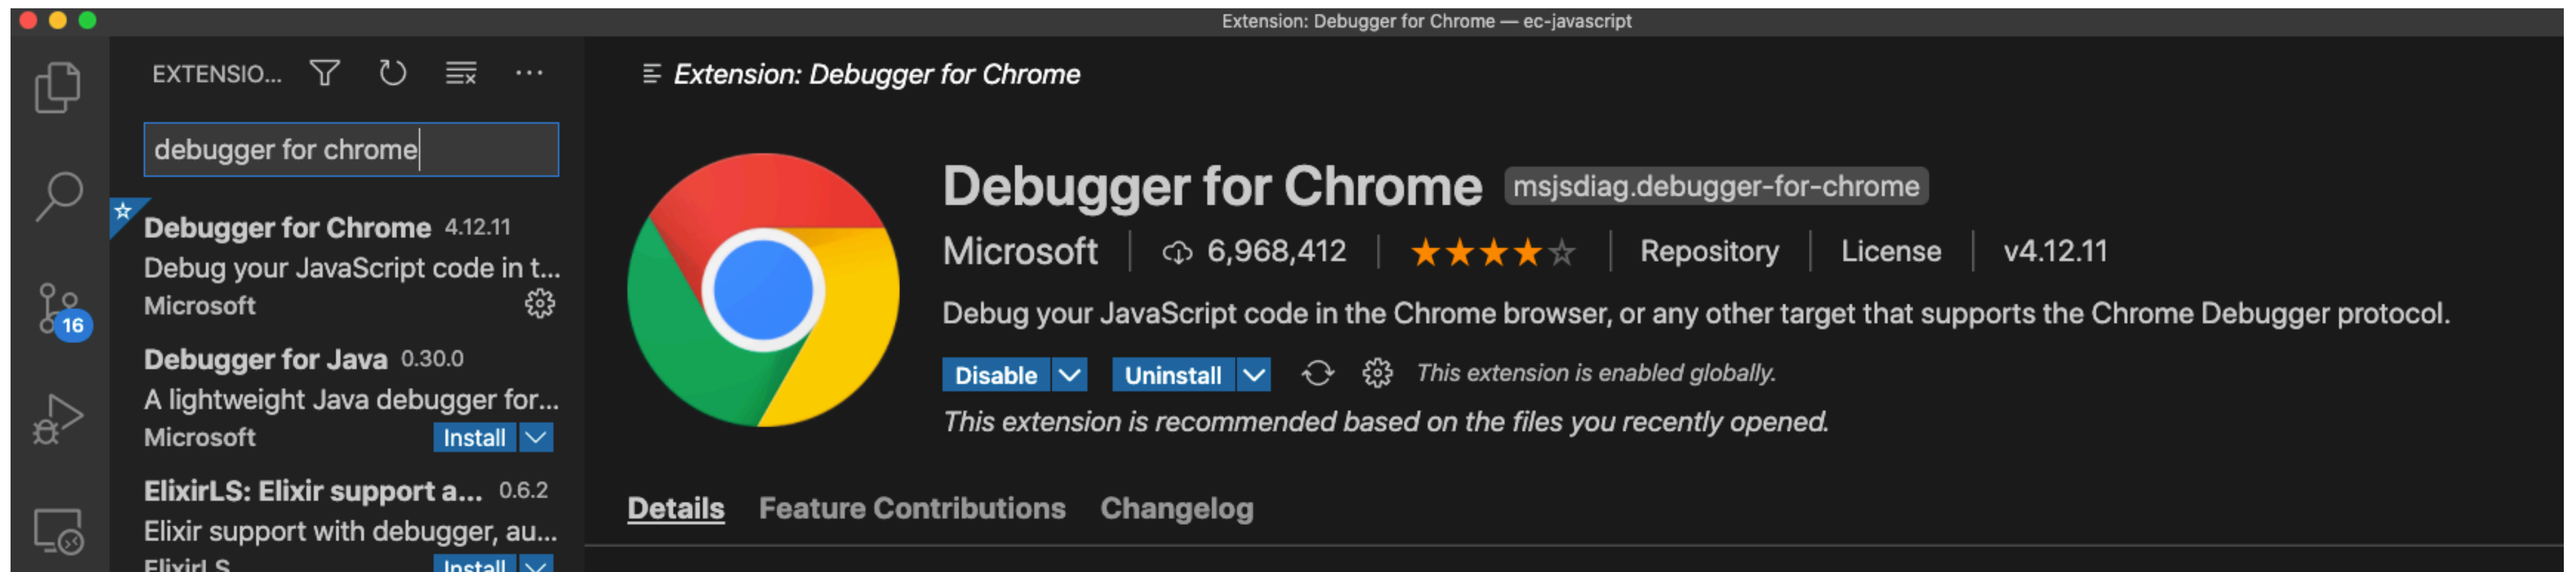 Extension: Debugger for Chrome — ec-javascript
EXTENSIO...
debugger for chrome
Debugger for Chrome 4.12.11
Debug your JavaScript code in t...
Microsoft
16
Debugger for Java 0.30.0
A lightweight Java debugger for...
Microsoft
Install
ElixirLS: Elixir support a... 0.6.2
Elixir support with debugger, au...
ElixirLS
Install
Extension: Debugger for Chrome
Debugger for Chrome msjsdiag.debugger-for-chrome
Microsoft 6,968,412 Repository License v4.12.11
Debug your JavaScript code in the Chrome browser, or any other target that supports the Chrome Debugger protocol.
Disable Uninstall This extension is enabled globally.
This extension is recommended based on the files you recently opened.
Details Feature Contributions Changelog